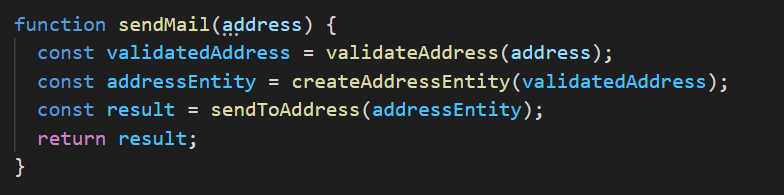 function sendMail(address) {
  const validatedAddress = validateAddress(address);
  const addressEntity = createAddressEntity(validatedAddress);
  const result = sendToAddress(addressEntity);
  return result;
}